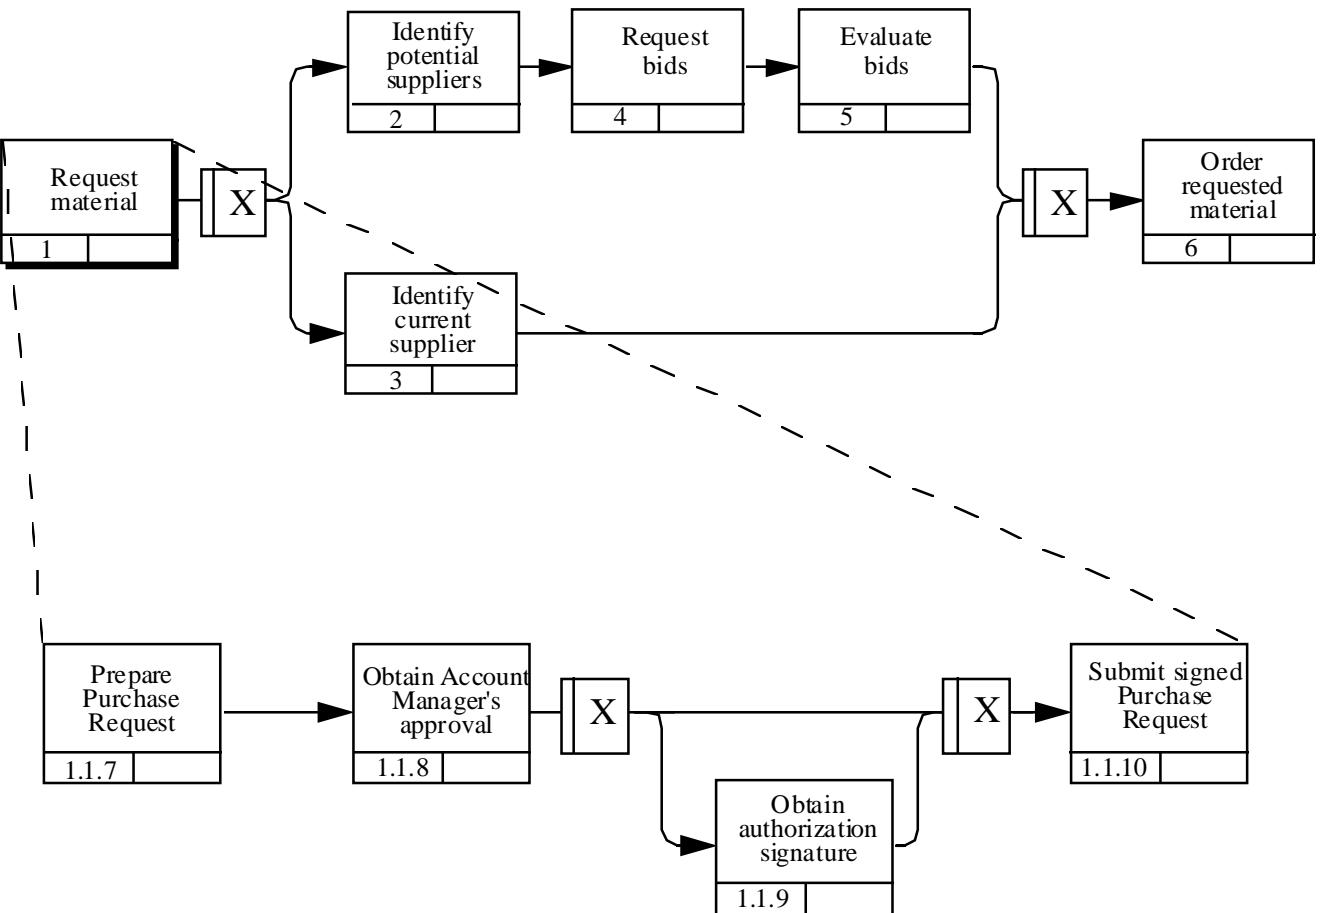 Identify
potential
suppliers
2
Request
bids
4
Evaluate
bids
5
Request
material
1
X
X
Order
requested
material
6
Identify
current
supplier
3
Prepare
Purchase
Request
1.1.7
Obtain Account
Manager's
approval
1.1.8
X
X
Submit signed
Purchase
Request
1.1.10
Obtain
authorization
signature
1.1.9